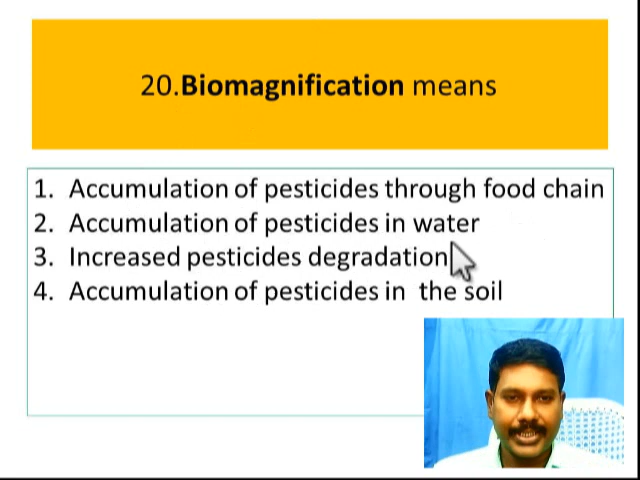 20.Biomagnification means
1. Accumulation of pesticides through food chain
2. Accumulation of pesticides in water
3. Increased pesticides degradation
4. Accumulation of pesticides in the soil